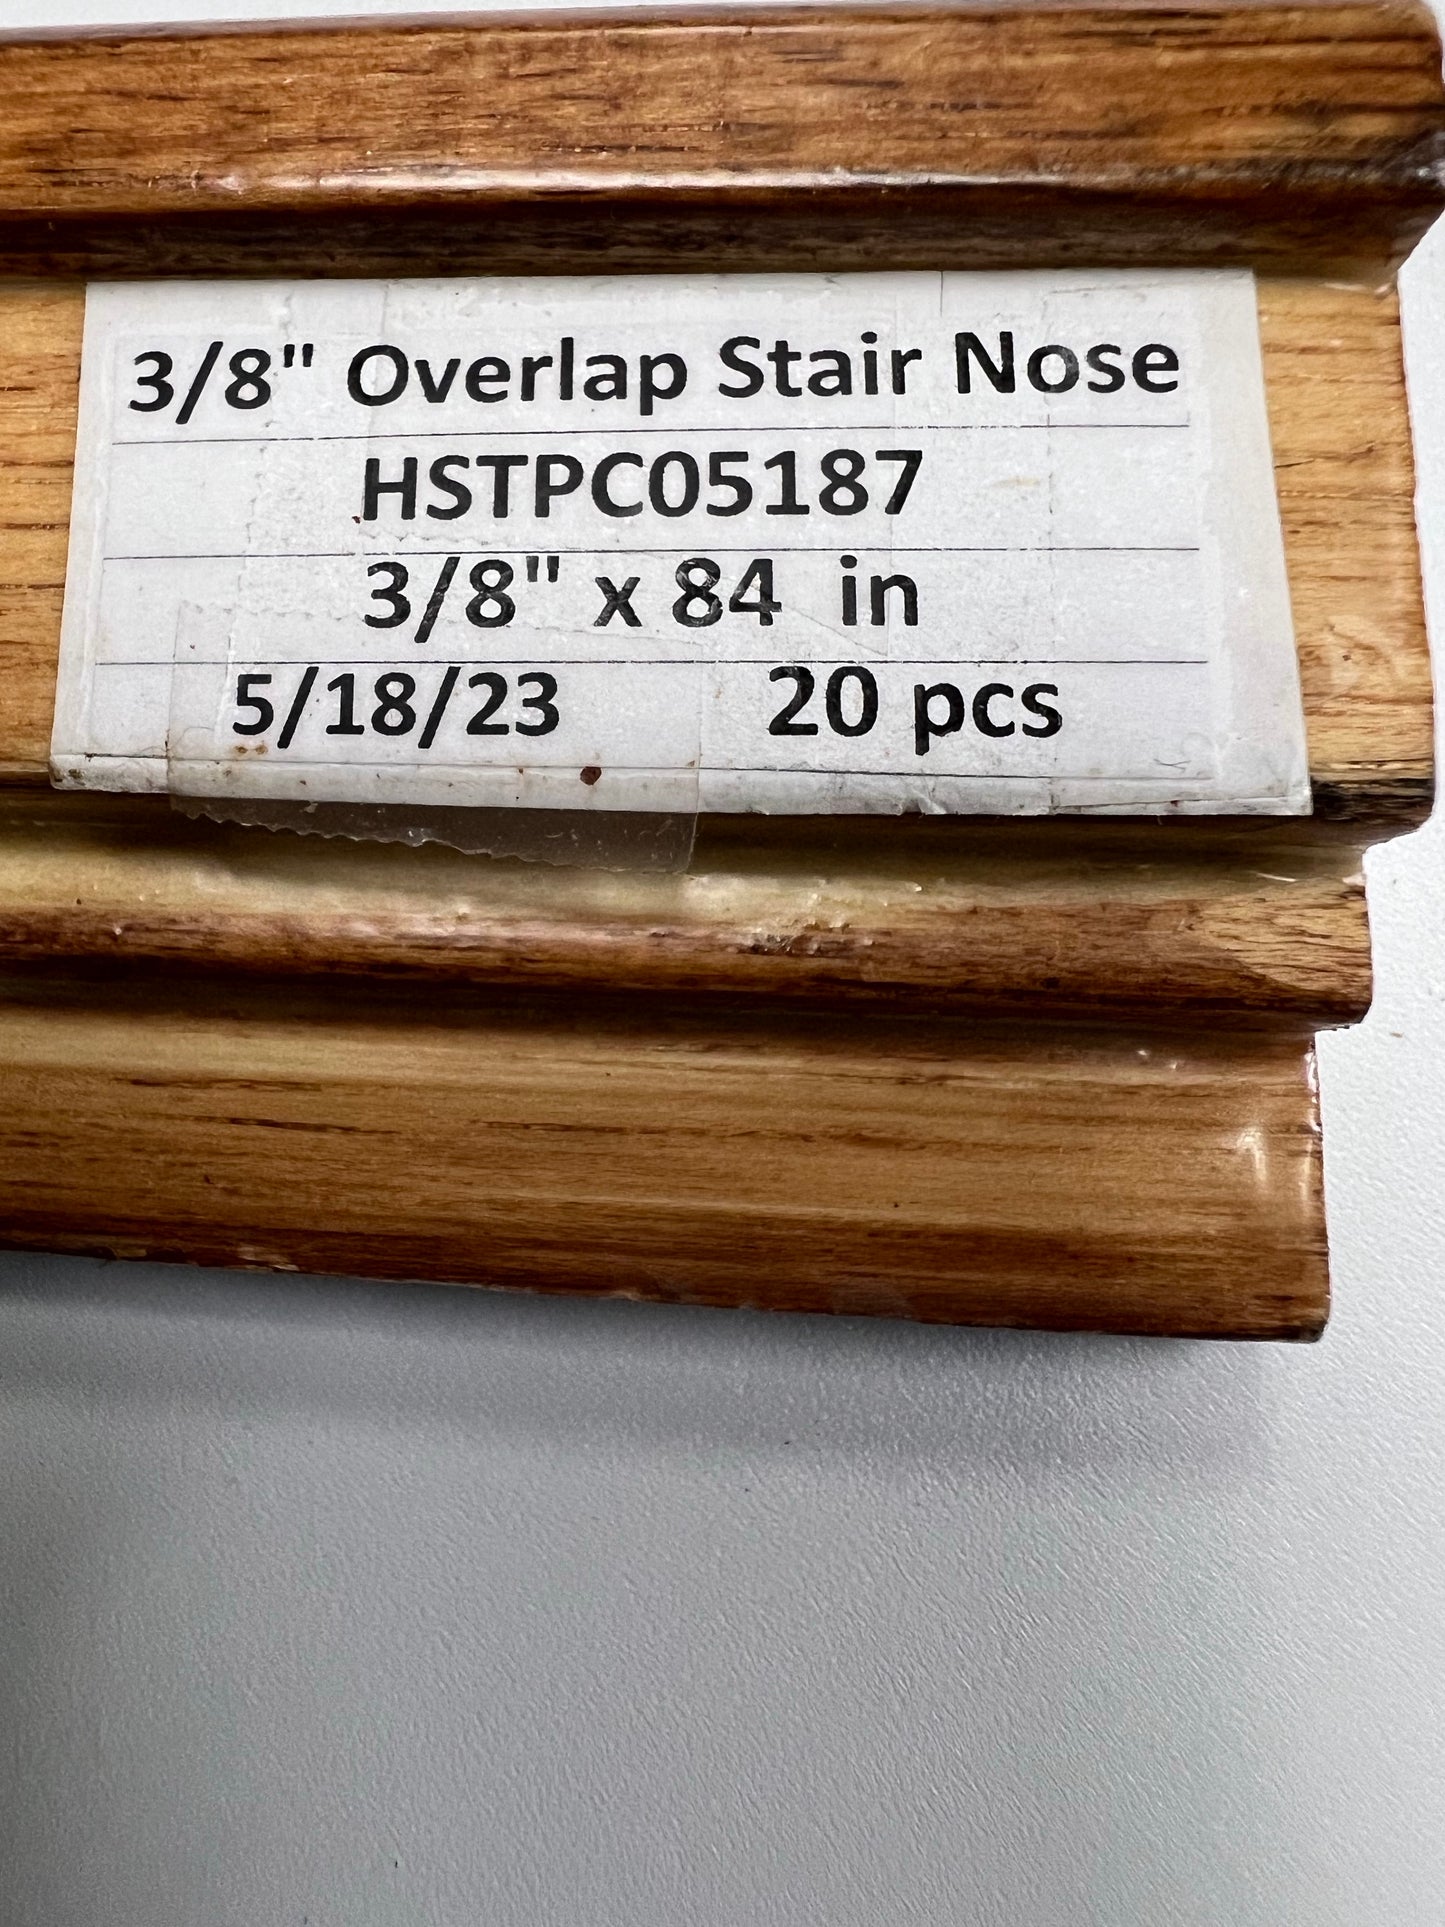 3/8" Overlap Stair Nose
HSTPC05187
3/8" x 84 in
5/18/23 20 pcs